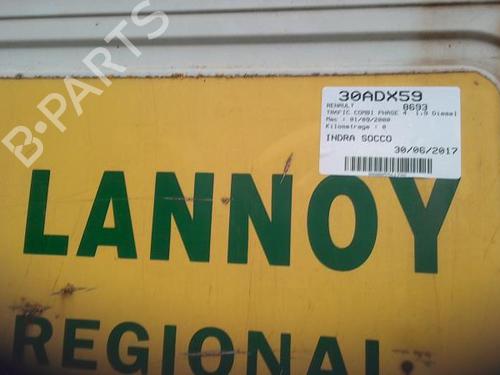 B-PARTS
30ADX59
RENAULT 8693
TRAFIC COMBI PHASE 4 1.9 Diesel
Mec : 01/09/2000
Kilometrage : 0
INDRA SOCCO
30/06/2017
LANNOY
REGIONAL